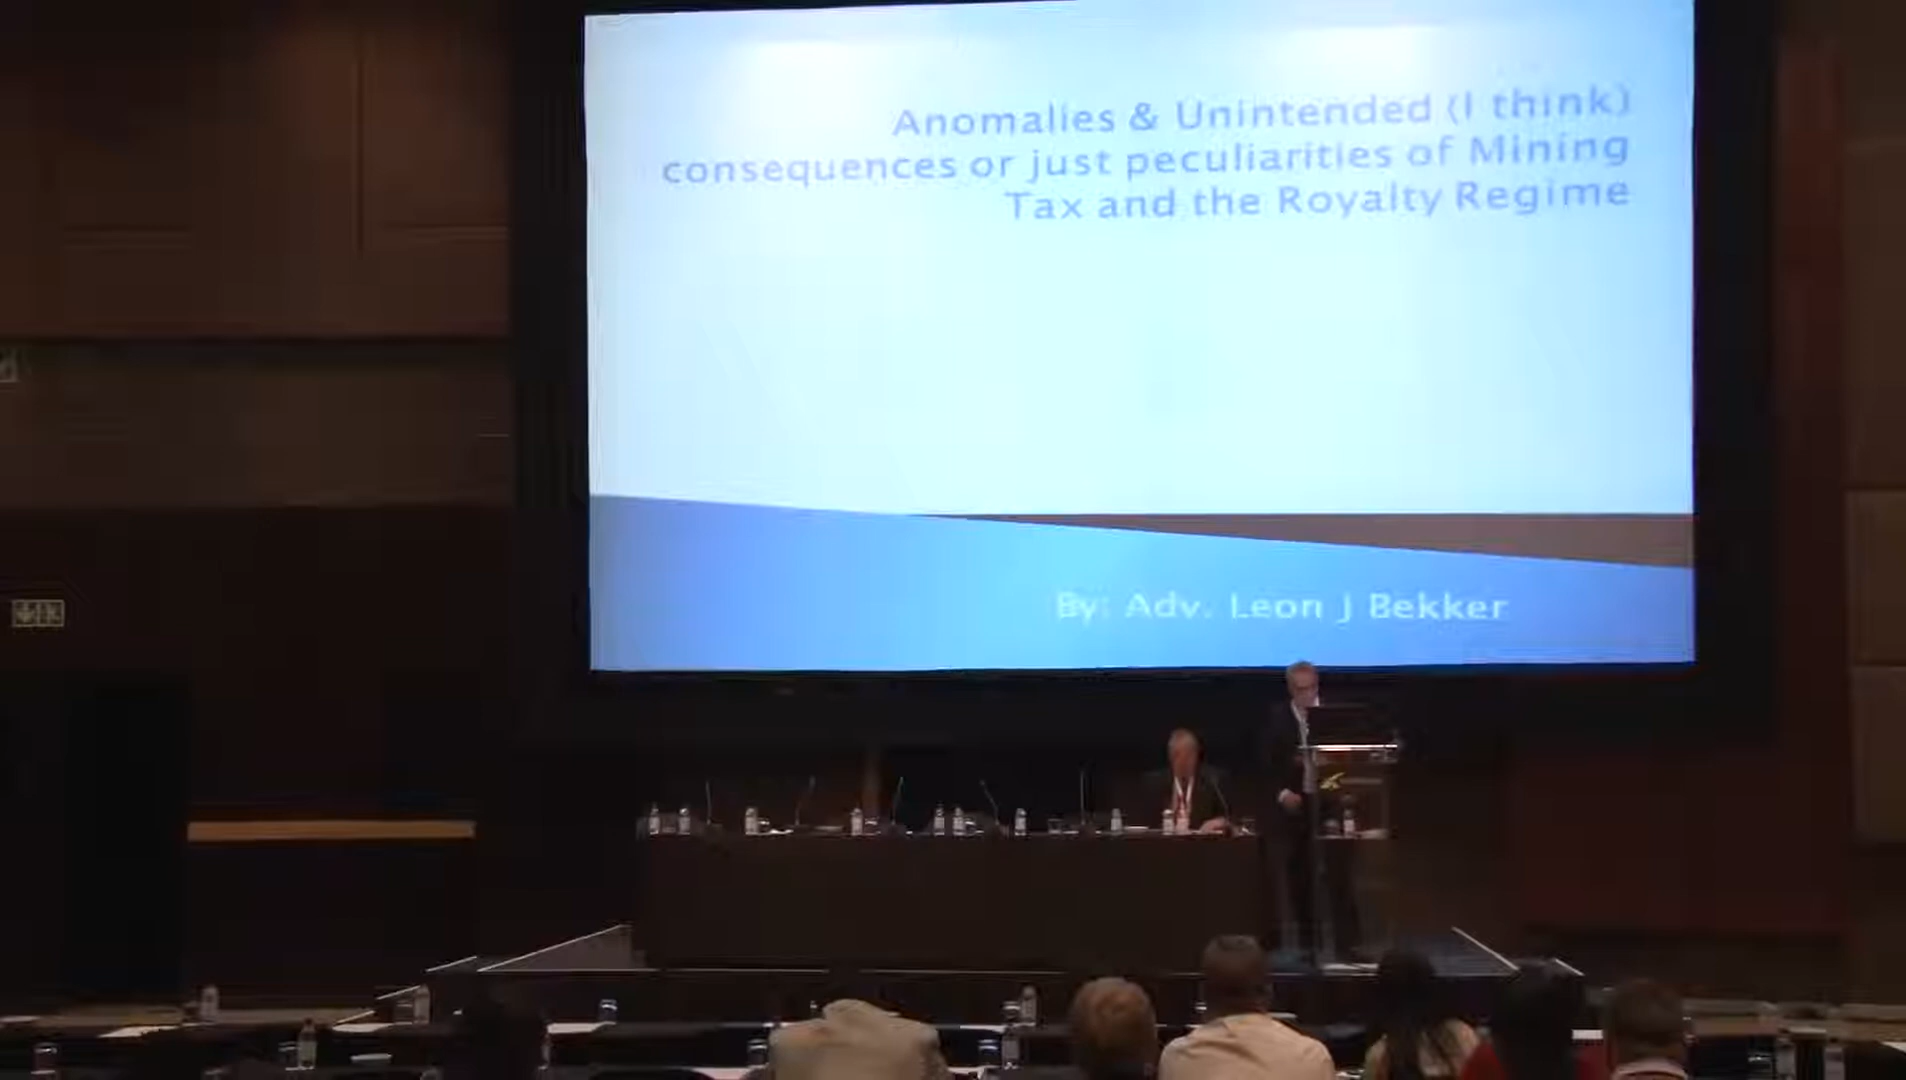 Anomalies & Unintended (I think)
consequences or just peculiarities of Mining
Tax and the Royalty Regime
By: Adv. Leon J Bekker